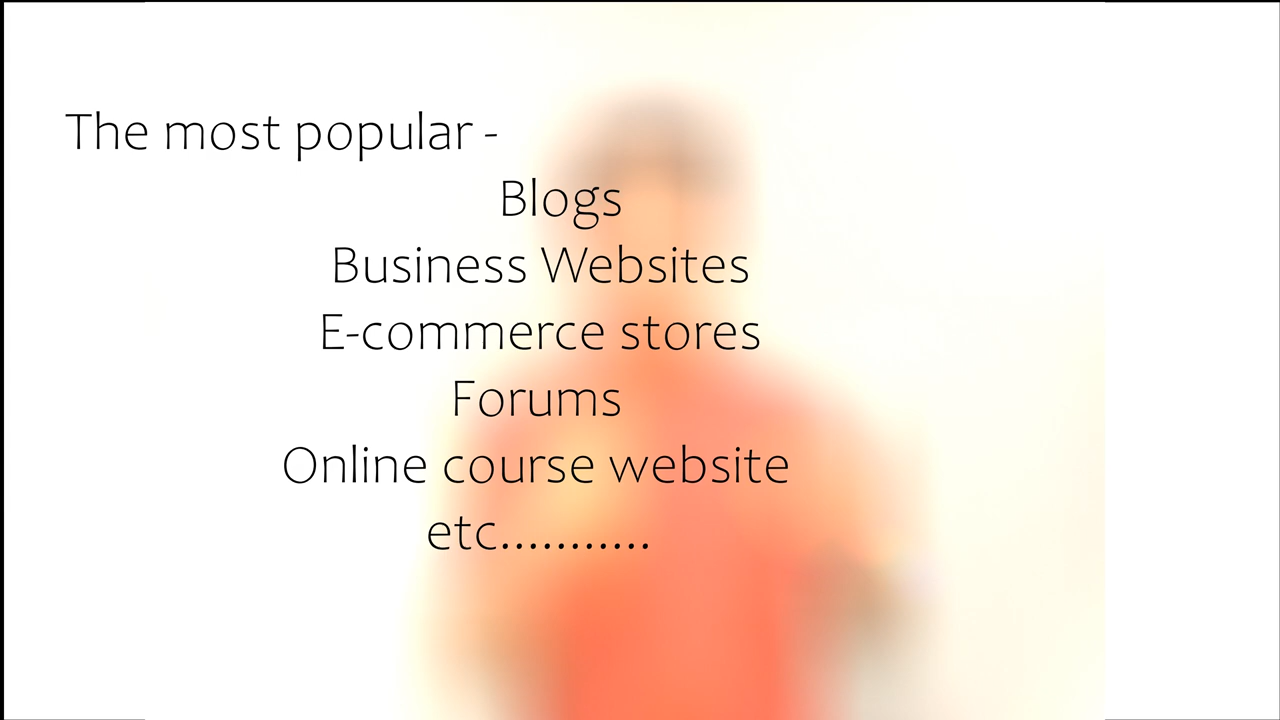 The most popular -
Blogs
Business Websites
E-commerce stores
Forums
Online course website
etc...........